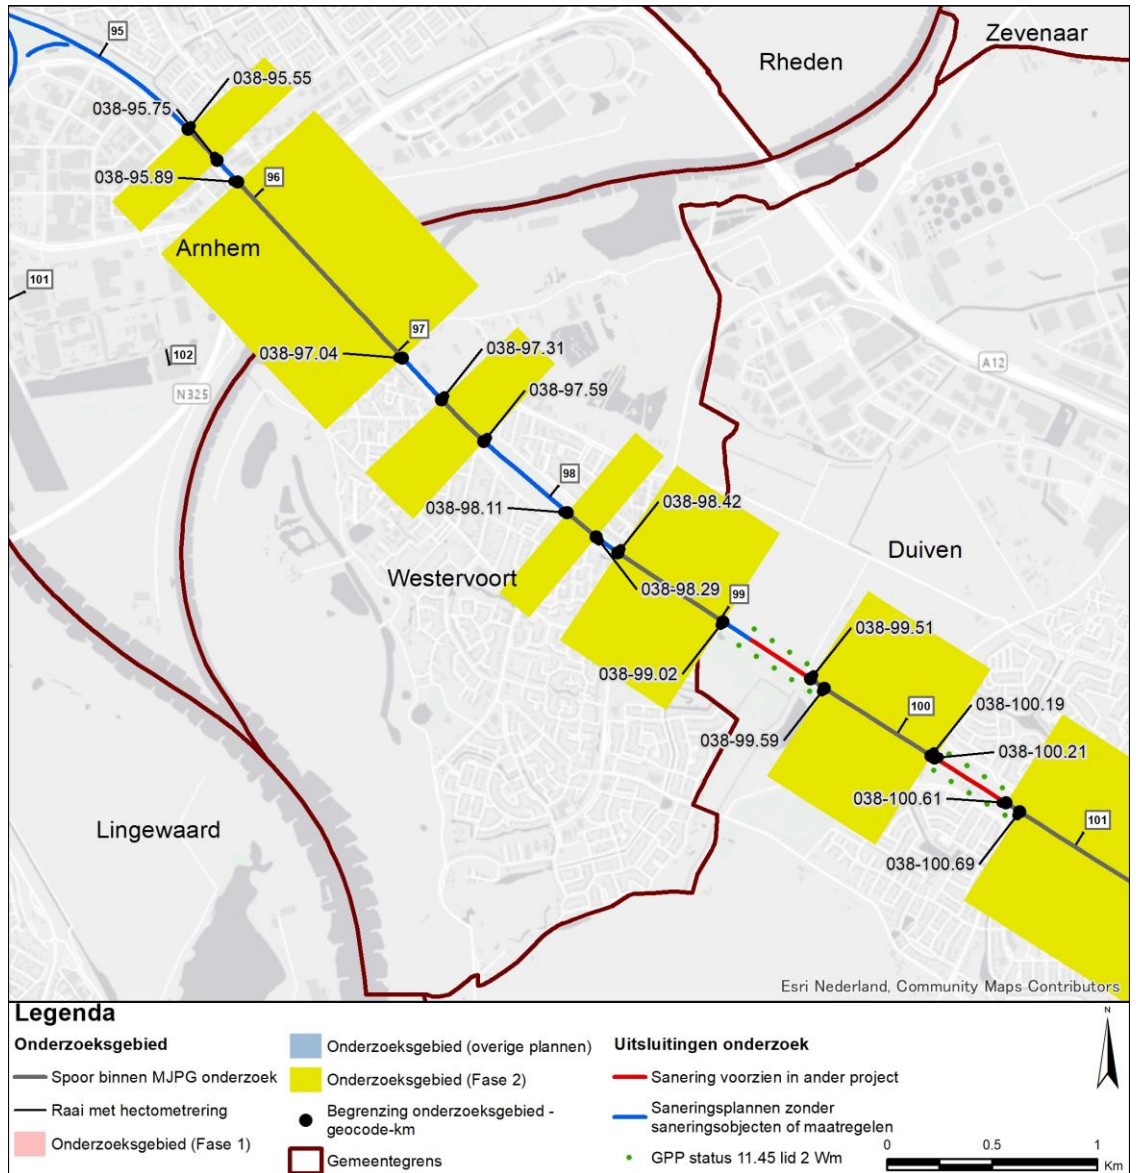 95
Zevenaar
Rheden
038-95.55
038-95.75
038-95.89
96
Arnhem
101
97
038-97.04
038-97.31
102
A12
N325
038-97.59
98
038-98.11
038-98.42
Duiven
Westervoort
038-98.29
99
038-99.51
038-99.02
100
038-100.19
038-99.59
038-100.21
038-100.61
101
Lingewaard
038-100.69
Esri Nederland, Community Maps Contributors
Legenda
Onderzoeksgebied
Spoor binnen MJPG onderzoek
Raai met hectometrering
Onderzoeksgebied (Fase 1)
Onderzoeksgebied (overige plannen)
Onderzoeksgebied (Fase 2)
Begrenzing onderzoeksgebied -
geocode-km
Gemeentegrens
Uitsluitingen onderzoek
Sanering voorzien in ander project
Saneringsplannen zonder
saneringsobjecten of maatregelen
GPP status 11.45 lid 2 Wm
N
0 0.5 1
Km